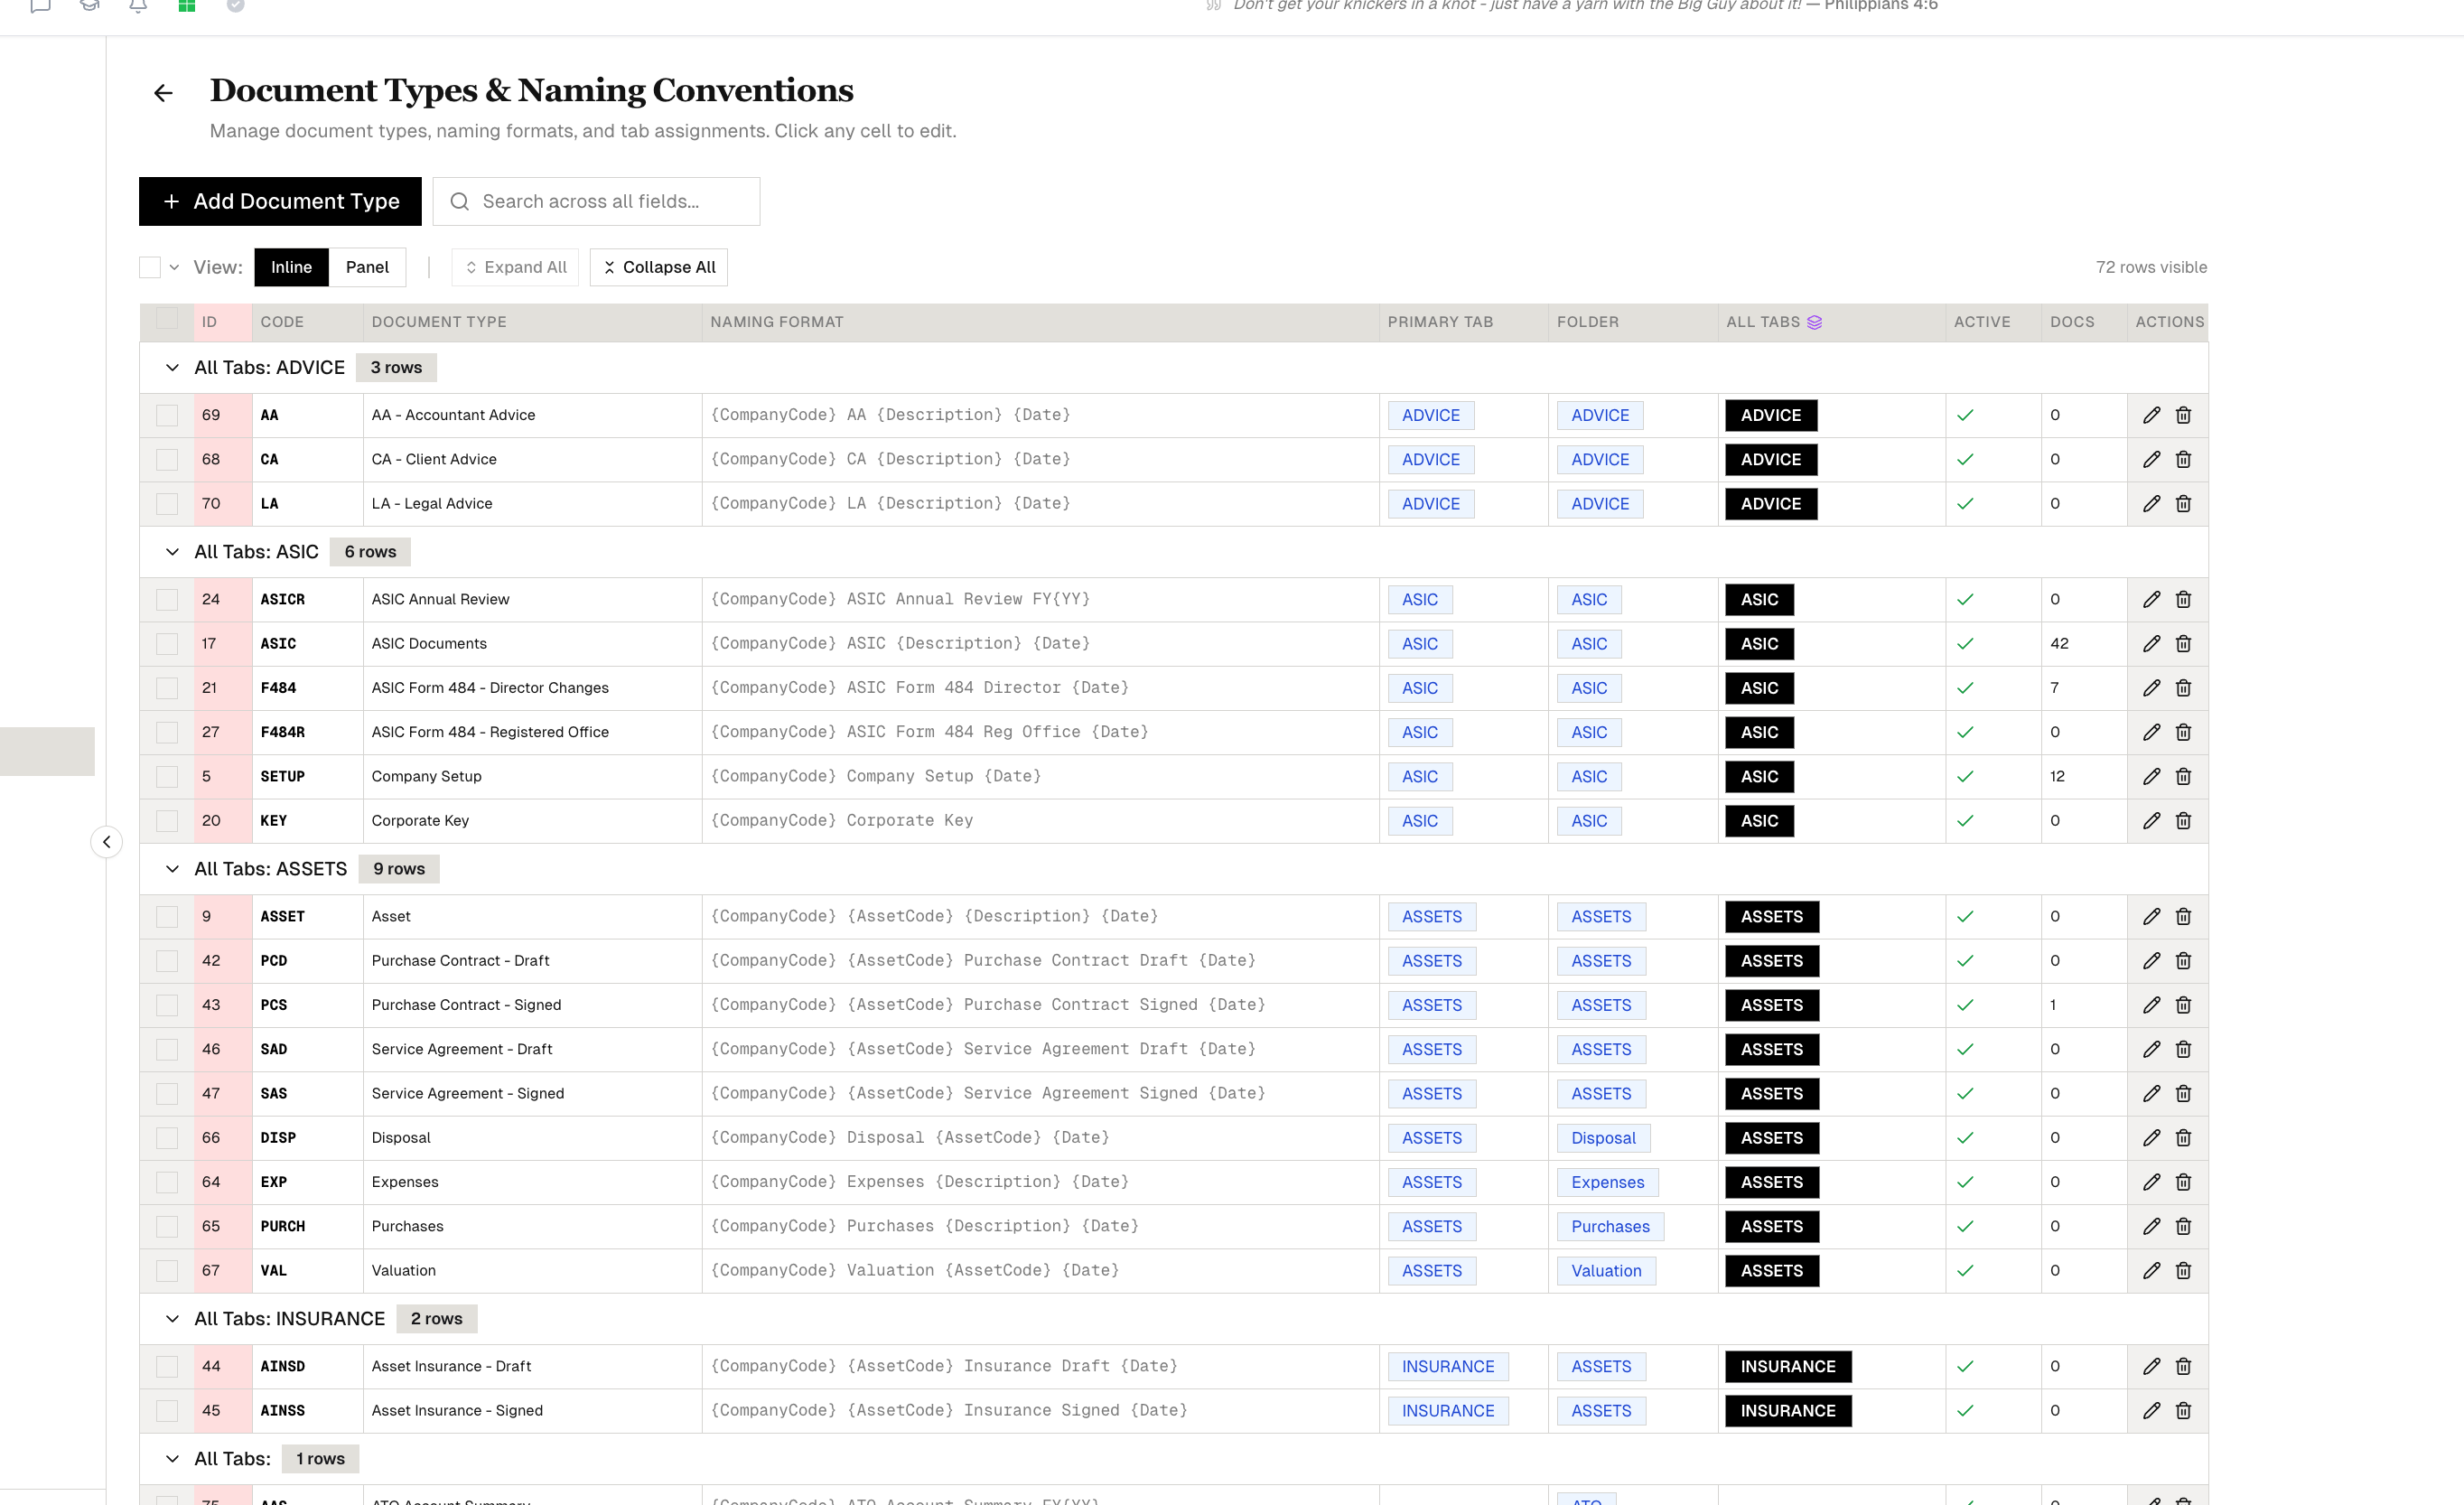 Don't get your knickers in a knot - just have a yarn with the Big Guy about it! — Philippians 4:6
Document Types & Naming Conventions
Manage document types, naming formats, and tab assignments. Click any cell to edit.
+ Add Document Type
Search across all fields...
View: Inline Panel | Expand All Collapse All 72 rows visible
ID CODE DOCUMENT TYPE NAMING FORMAT PRIMARY TAB FOLDER ALL TABS ACTIVE DOCS ACTIONS
All Tabs: ADVICE 3 rows
69 AA AA - Accountant Advice {CompanyCode} AA {Description} {Date} ADVICE ADVICE ADVICE 0
68 CA CA - Client Advice {CompanyCode} CA {Description} {Date} ADVICE ADVICE ADVICE 0
70 LA LA - Legal Advice {CompanyCode} LA {Description} {Date} ADVICE ADVICE ADVICE 0
All Tabs: ASIC 6 rows
24 ASICR ASIC Annual Review {CompanyCode} ASIC Annual Review FY{YY} ASIC ASIC ASIC 0
17 ASIC ASIC Documents {CompanyCode} ASIC {Description} {Date} ASIC ASIC ASIC 42
21 F484 ASIC Form 484 - Director Changes {CompanyCode} ASIC Form 484 Director {Date} ASIC ASIC ASIC 7
27 F484R ASIC Form 484 - Registered Office {CompanyCode} ASIC Form 484 Reg Office {Date} ASIC ASIC ASIC 0
5 SETUP Company Setup {CompanyCode} Company Setup {Date} ASIC ASIC ASIC 12
20 KEY Corporate Key {CompanyCode} Corporate Key ASIC ASIC ASIC 0
All Tabs: ASSETS 9 rows
9 ASSET Asset {CompanyCode} {AssetCode} {Description} {Date} ASSETS ASSETS ASSETS 0
42 PCD Purchase Contract - Draft {CompanyCode} {AssetCode} Purchase Contract Draft {Date} ASSETS ASSETS ASSETS 0
43 PCS Purchase Contract - Signed {CompanyCode} {AssetCode} Purchase Contract Signed {Date} ASSETS ASSETS ASSETS 1
46 SAD Service Agreement - Draft {CompanyCode} {AssetCode} Service Agreement Draft {Date} ASSETS ASSETS ASSETS 0
47 SAS Service Agreement - Signed {CompanyCode} {AssetCode} Service Agreement Signed {Date} ASSETS ASSETS ASSETS 0
66 DISP Disposal {CompanyCode} Disposal {AssetCode} {Date} ASSETS Disposal ASSETS 0
64 EXP Expenses {CompanyCode} Expenses {Description} {Date} ASSETS Expenses ASSETS 0
65 PURCH Purchases {CompanyCode} Purchases {Description} {Date} ASSETS Purchases ASSETS 0
67 VAL Valuation {CompanyCode} Valuation {AssetCode} {Date} ASSETS Valuation ASSETS 0
All Tabs: INSURANCE 2 rows
44 AINSD Asset Insurance - Draft {CompanyCode} {AssetCode} Insurance Draft {Date} INSURANCE ASSETS INSURANCE 0
45 AINSS Asset Insurance - Signed {CompanyCode} {AssetCode} Insurance Signed {Date} INSURANCE ASSETS INSURANCE 0
All Tabs: 1 rows
75 AAS ATO Account Summary {CompanyCode} ATO Account Summary FY{YY} ATO 0